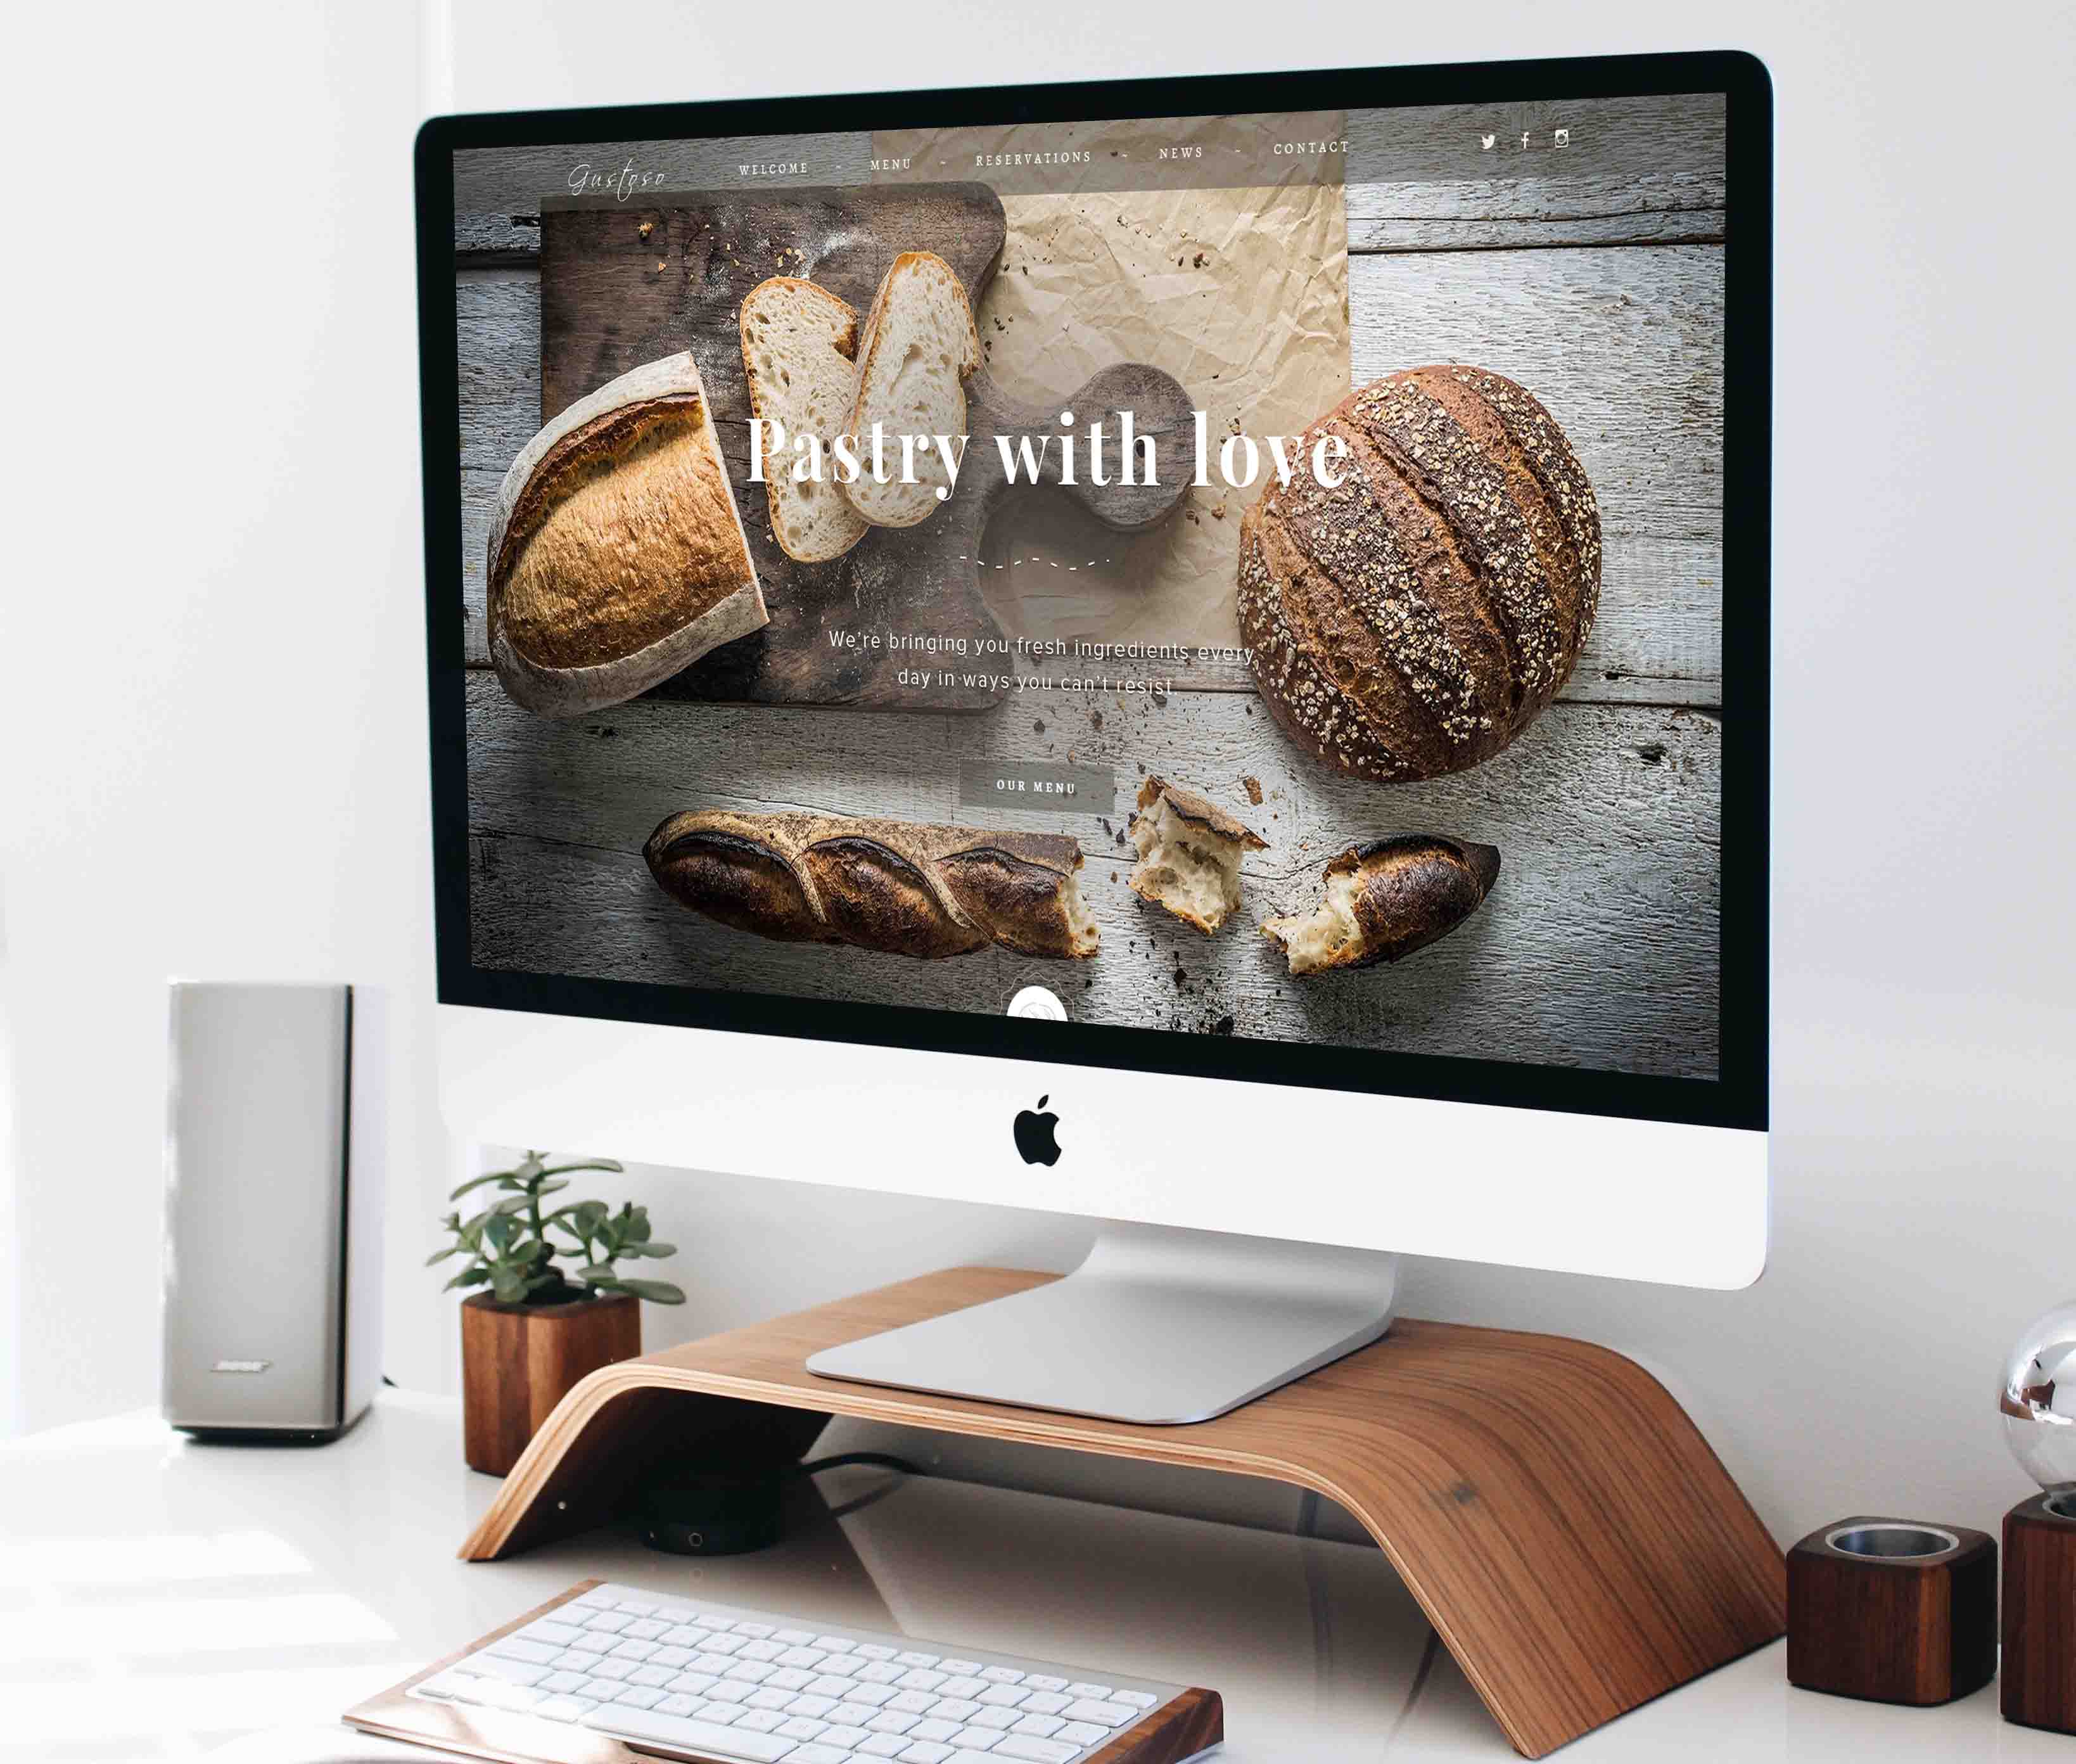 Gustoso
WELCOME ~ MENU ~ RESERVATIONS ~ NEWS ~ CONTACT
Pastry with love
We're bringing you fresh ingredients every
day in ways you can't resist.
OUR MENU
BOSE